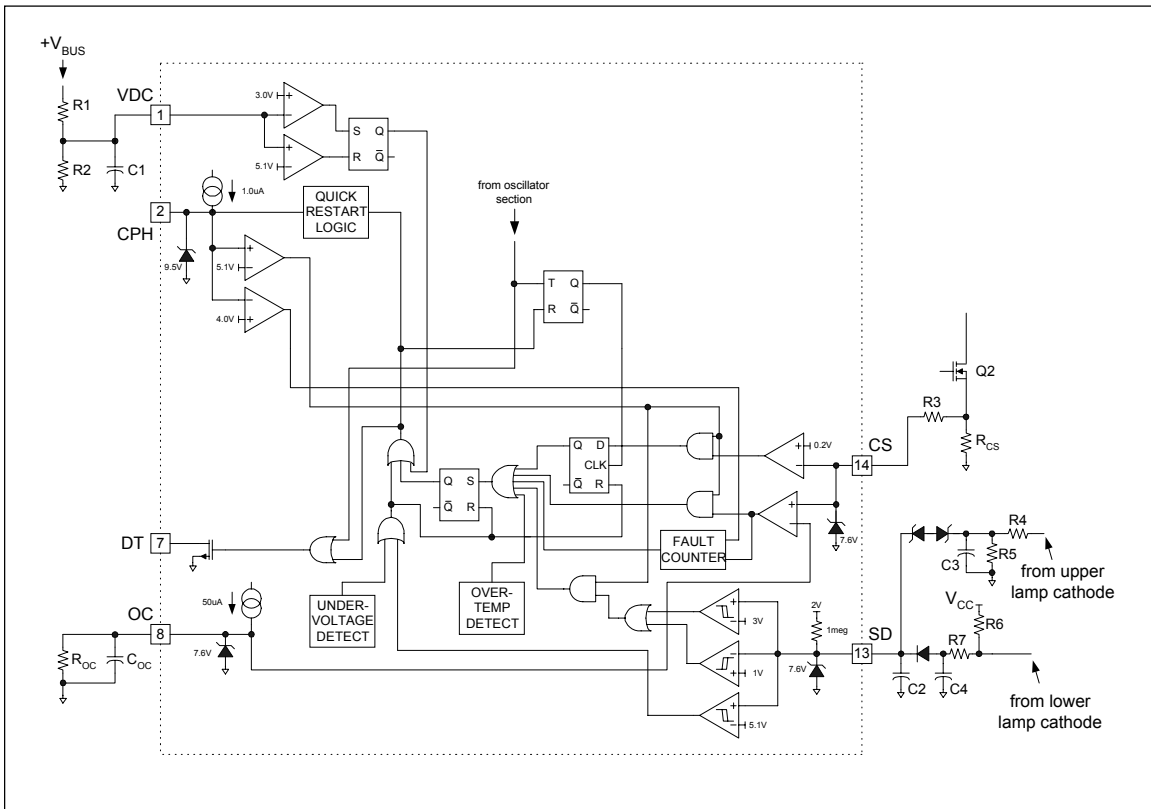 +VBUS
R1
VDC
1
R2
C1
3.0V
+
−
+
5.1V
−
S Q
R Q̅
1.0uA
QUICK
RESTART
LOGIC
2
CPH
9.5V
+
5.1V
−
−
4.0V
+
from oscillator
section
T Q
R Q̅
Q2
R3
RCS
CS
14
+
0.2V
−
7.6V
+
−
Q D
CLK
Q̅ R
Q S
Q̅ R
FAULT
COUNTER
DT
7
OC
8
50uA
7.6V
ROC
COC
UNDER-
VOLTAGE
DETECT
OVER-
TEMP
DETECT
+
−
3V
−
+
1V
+
−
5.1V
2V
1meg
7.6V
SD
13
R4
C3
R5
from upper
lamp cathode
VCC
R6
R7
C2
C4
from lower
lamp cathode